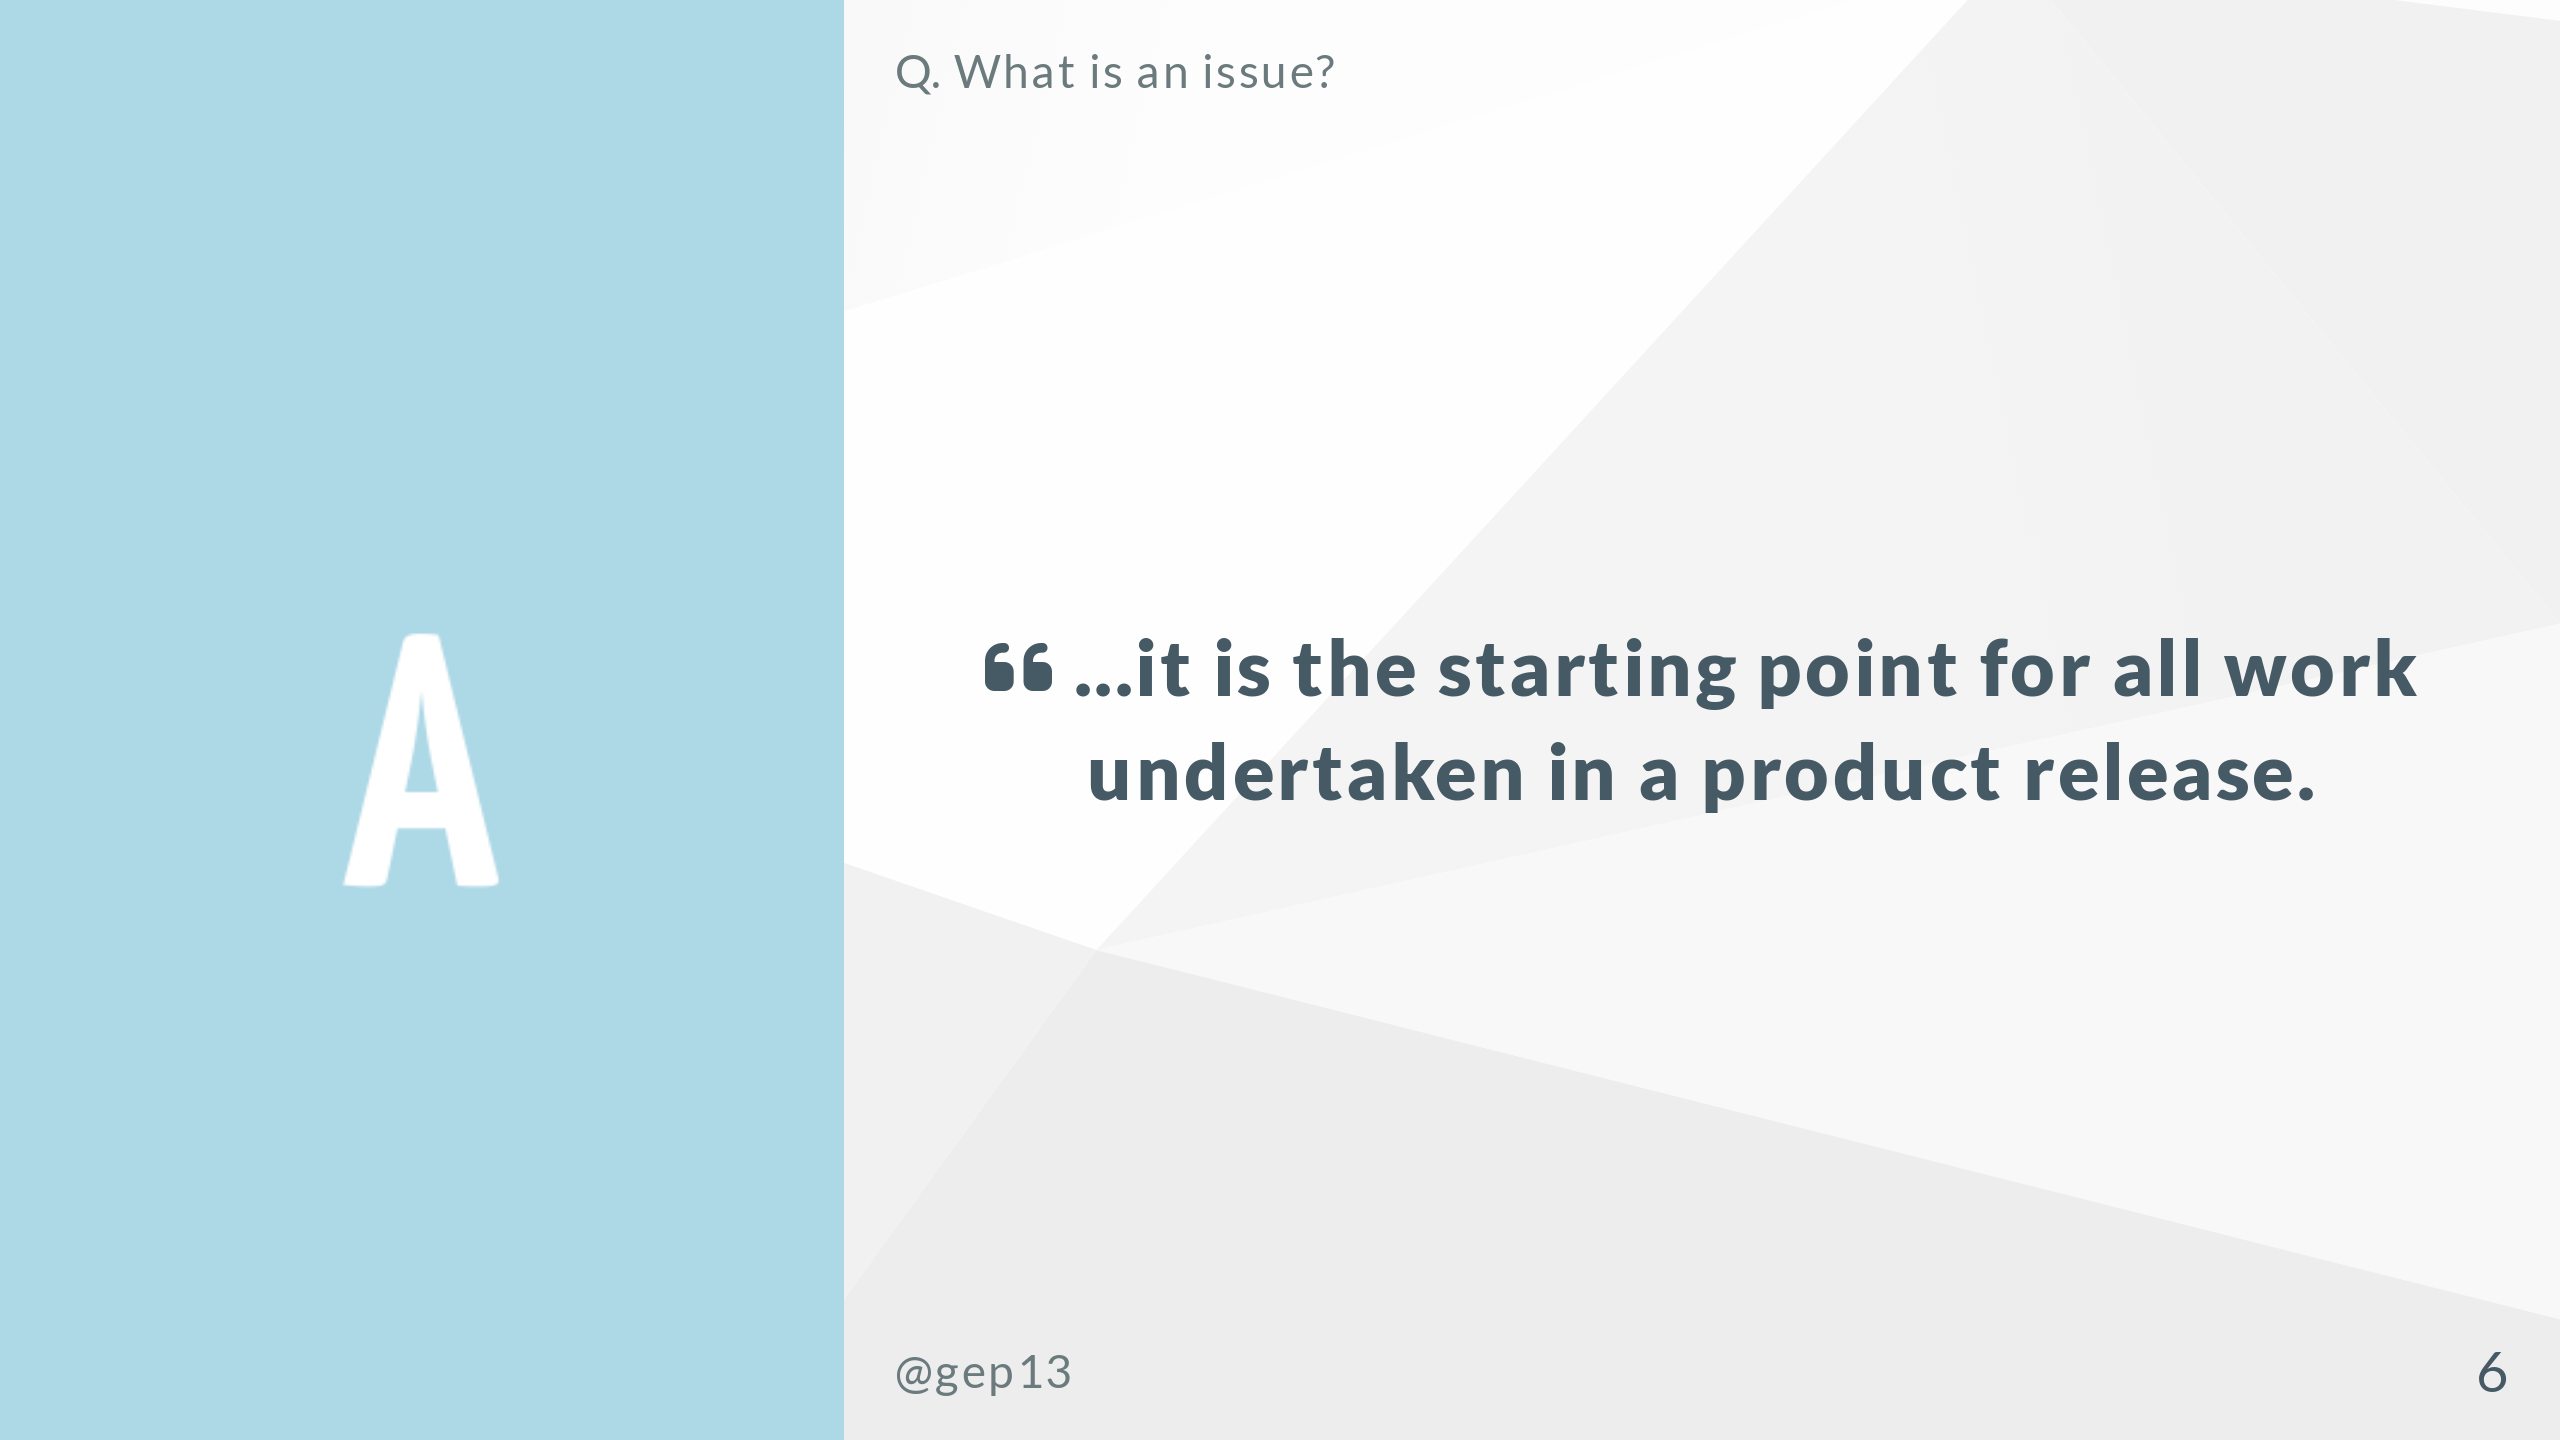 Q. What is an issue?
A
“ ...it is the starting point for all work
undertaken in a product release.
@gep13
6